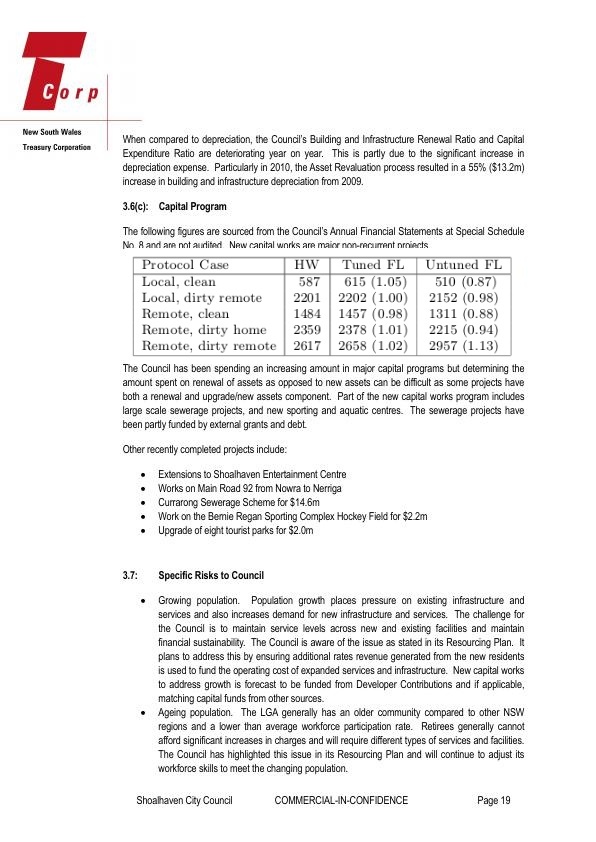 T
Corp
New South Wales
Treasury Corporation
When compared to depreciation, the Council's Building and Infrastructure Renewal Ratio and Capital
Expenditure Ratio are deteriorating year on year. This is partly due to the significant increase in
depreciation expense. Particularly in 2010, the Asset Revaluation process resulted in a 55% ($13.2m)
increase in building and infrastructure depreciation from 2009.
3.6(c): Capital Program
The following figures are sourced from the Council's Annual Financial Statements at Special Schedule
No. 8 and are not audited. New capital works are major non-recurrent projects
Protocol Case HW Tuned FL Untuned FL
Local, clean 587 615 (1.05) 510 (0.87)
Local, dirty remote 2201 2202 (1.00) 2152 (0.98)
Remote, clean 1484 1457 (0.98) 1311 (0.88)
Remote, dirty home 2359 2378 (1.01) 2215 (0.94)
Remote, dirty remote 2617 2658 (1.02) 2957 (1.13)
The Council has been spending an increasing amount in major capital programs but determining the
amount spent on renewal of assets as opposed to new assets can be difficult as some projects have
both a renewal and upgrade/new assets component. Part of the new capital works program includes
large scale sewerage projects, and new sporting and aquatic centres. The sewerage projects have
been partly funded by external grants and debt.
Other recently completed projects include:
• Extensions to Shoalhaven Entertainment Centre
• Works on Main Road 92 from Nowra to Nerriga
• Currarong Sewerage Scheme for $14.6m
• Work on the Bernie Regan Sporting Complex Hockey Field for $2.2m
• Upgrade of eight tourist parks for $2.0m
3.7: Specific Risks to Council
• Growing population. Population growth places pressure on existing infrastructure and
services and also increases demand for new infrastructure and services. The challenge for
the Council is to maintain service levels across new and existing facilities and maintain
financial sustainability. The Council is aware of the issue as stated in its Resourcing Plan. It
plans to address this by ensuring additional rates revenue generated from the new residents
is used to fund the operating cost of expanded services and infrastructure. New capital works
to address growth is forecast to be funded from Developer Contributions and if applicable,
matching capital funds from other sources.
• Ageing population. The LGA generally has an older community compared to other NSW
regions and a lower than average workforce participation rate. Retirees generally cannot
afford significant increases in charges and will require different types of services and facilities.
The Council has highlighted this issue in its Resourcing Plan and will continue to adjust its
workforce skills to meet the changing population.
Shoalhaven City Council COMMERCIAL-IN-CONFIDENCE Page 19